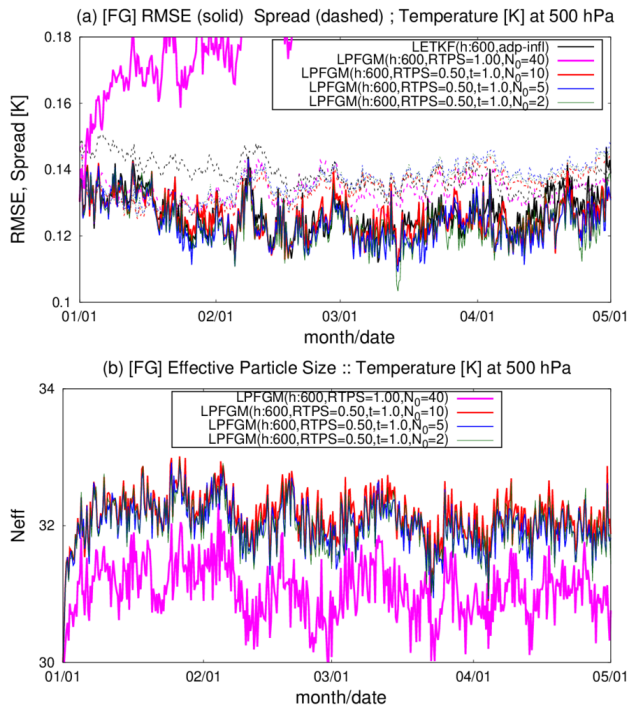 (a) [FG] RMSE (solid) Spread (dashed) ; Temperature [K] at 500 hPa
0.18
LETKF(h:600,adp-infl)
LPFGM(h:600,RTPS=1.00,N0=40)
LPFGM(h:600,RTPS=0.50,t=1.0,N0=10)
LPFGM(h:600,RTPS=0.50,t=1.0,N0=5)
LPFGM(h:600,RTPS=0.50,t=1.0,N0=2)
0.16
RMSE, Spread [K]
0.14
0.12
0.1
01/01 02/01 03/01 04/01 05/01
month/date
(b) [FG] Effective Particle Size :: Temperature [K] at 500 hPa
34
LPFGM(h:600,RTPS=1.00,N0=40)
LPFGM(h:600,RTPS=0.50,t=1.0,N0=10)
LPFGM(h:600,RTPS=0.50,t=1.0,N0=5)
LPFGM(h:600,RTPS=0.50,t=1.0,N0=2)
Neff
32
30
01/01 02/01 03/01 04/01 05/01
month/date